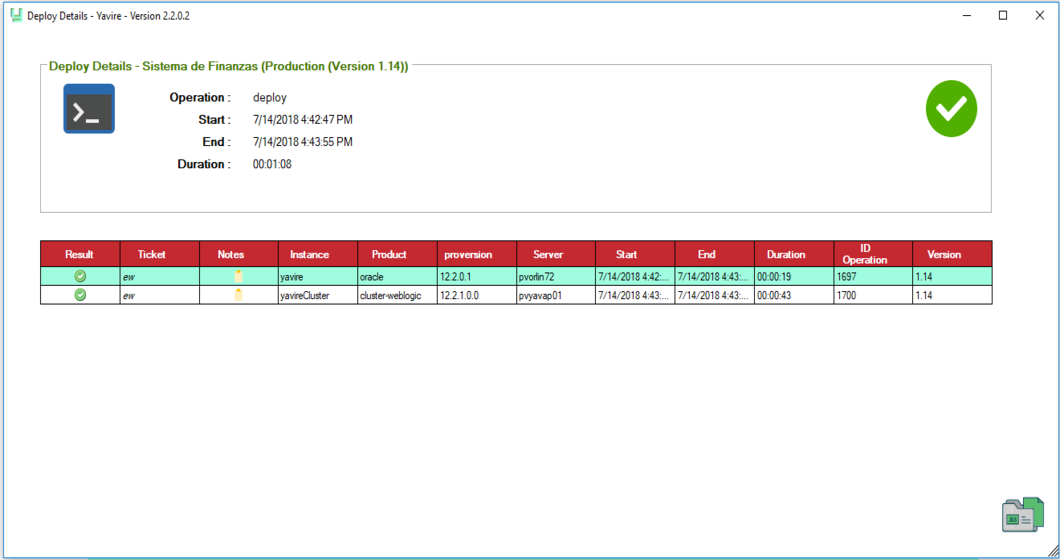 Deploy Details - Yavire - Version 2.2.0.2
Deploy Details - Sistema de Finanzas (Production (Version 1.14))
Operation : deploy
Start : 7/14/2018 4:42:47 PM
End : 7/14/2018 4:43:55 PM
Duration : 00:01:08
Result Ticket Notes Instance Product proversion Server Start End Duration ID Operation Version
ew yavire oracle 12.2.0.1 pvorlin72 7/14/2018 4:42:... 7/14/2018 4:43:... 00:00:19 1697 1.14
ew yavireCluster cluster-weblogic 12.2.1.0.0 pvyavap01 7/14/2018 4:43:... 7/14/2018 4:43:... 00:00:43 1700 1.14